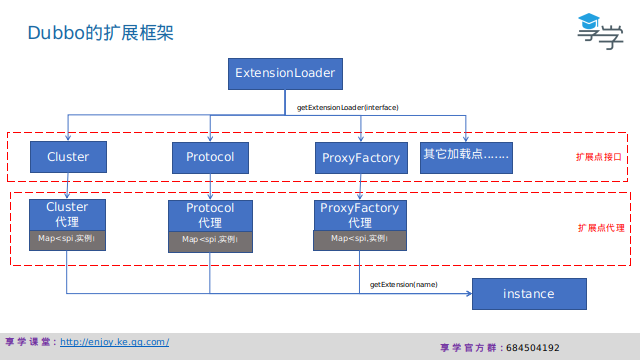 Dubbo的扩展框架
享学
ExtensionLoader
getExtensionLoader(interface)
Cluster
Protocol
ProxyFactory
其它加载点.......
扩展点接口
Cluster
代理
Map<spi,实例>
Protocol
代理
Map<spi,实例>
ProxyFactory
代理
Map<spi,实例>
扩展点代理
getExtension(name)
instance
享学课堂：http://enjoy.ke.qq.com/
享学官方群：684504192